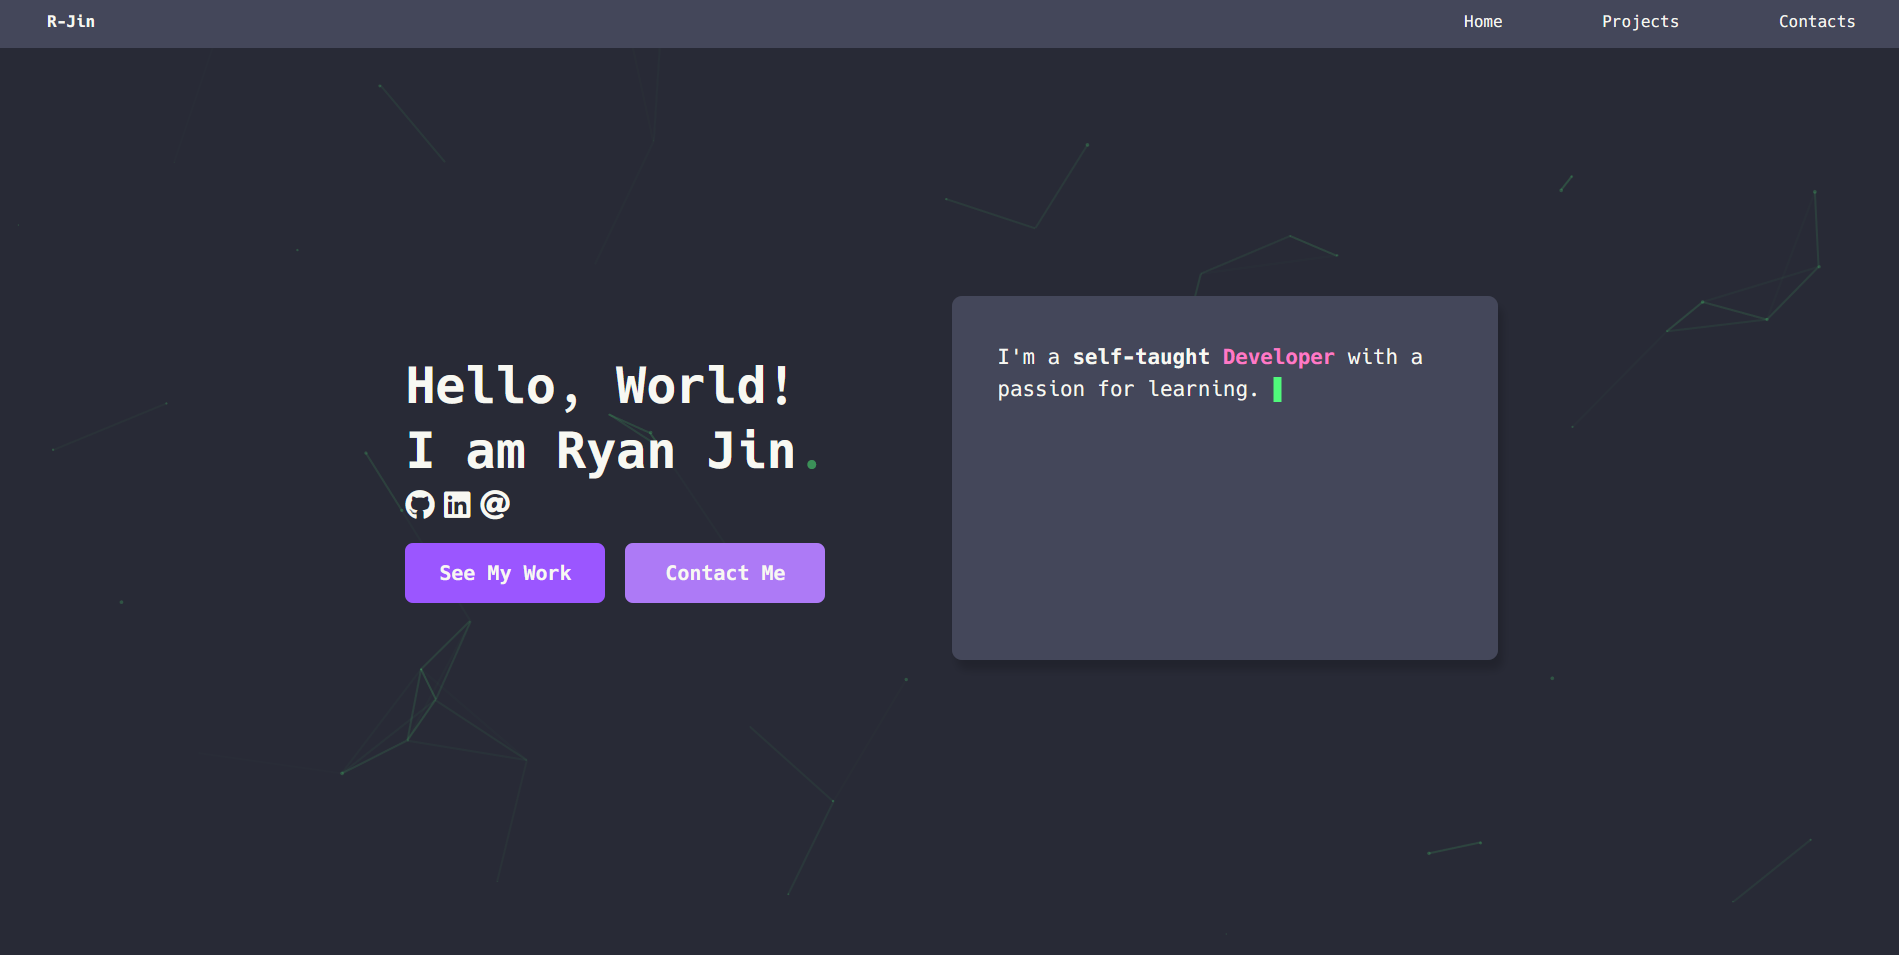 R-Jin
Home
Projects
Contacts
Hello, World!
I am Ryan Jin.
in @
See My Work
Contact Me
I'm a self-taught Developer with a
passion for learning.